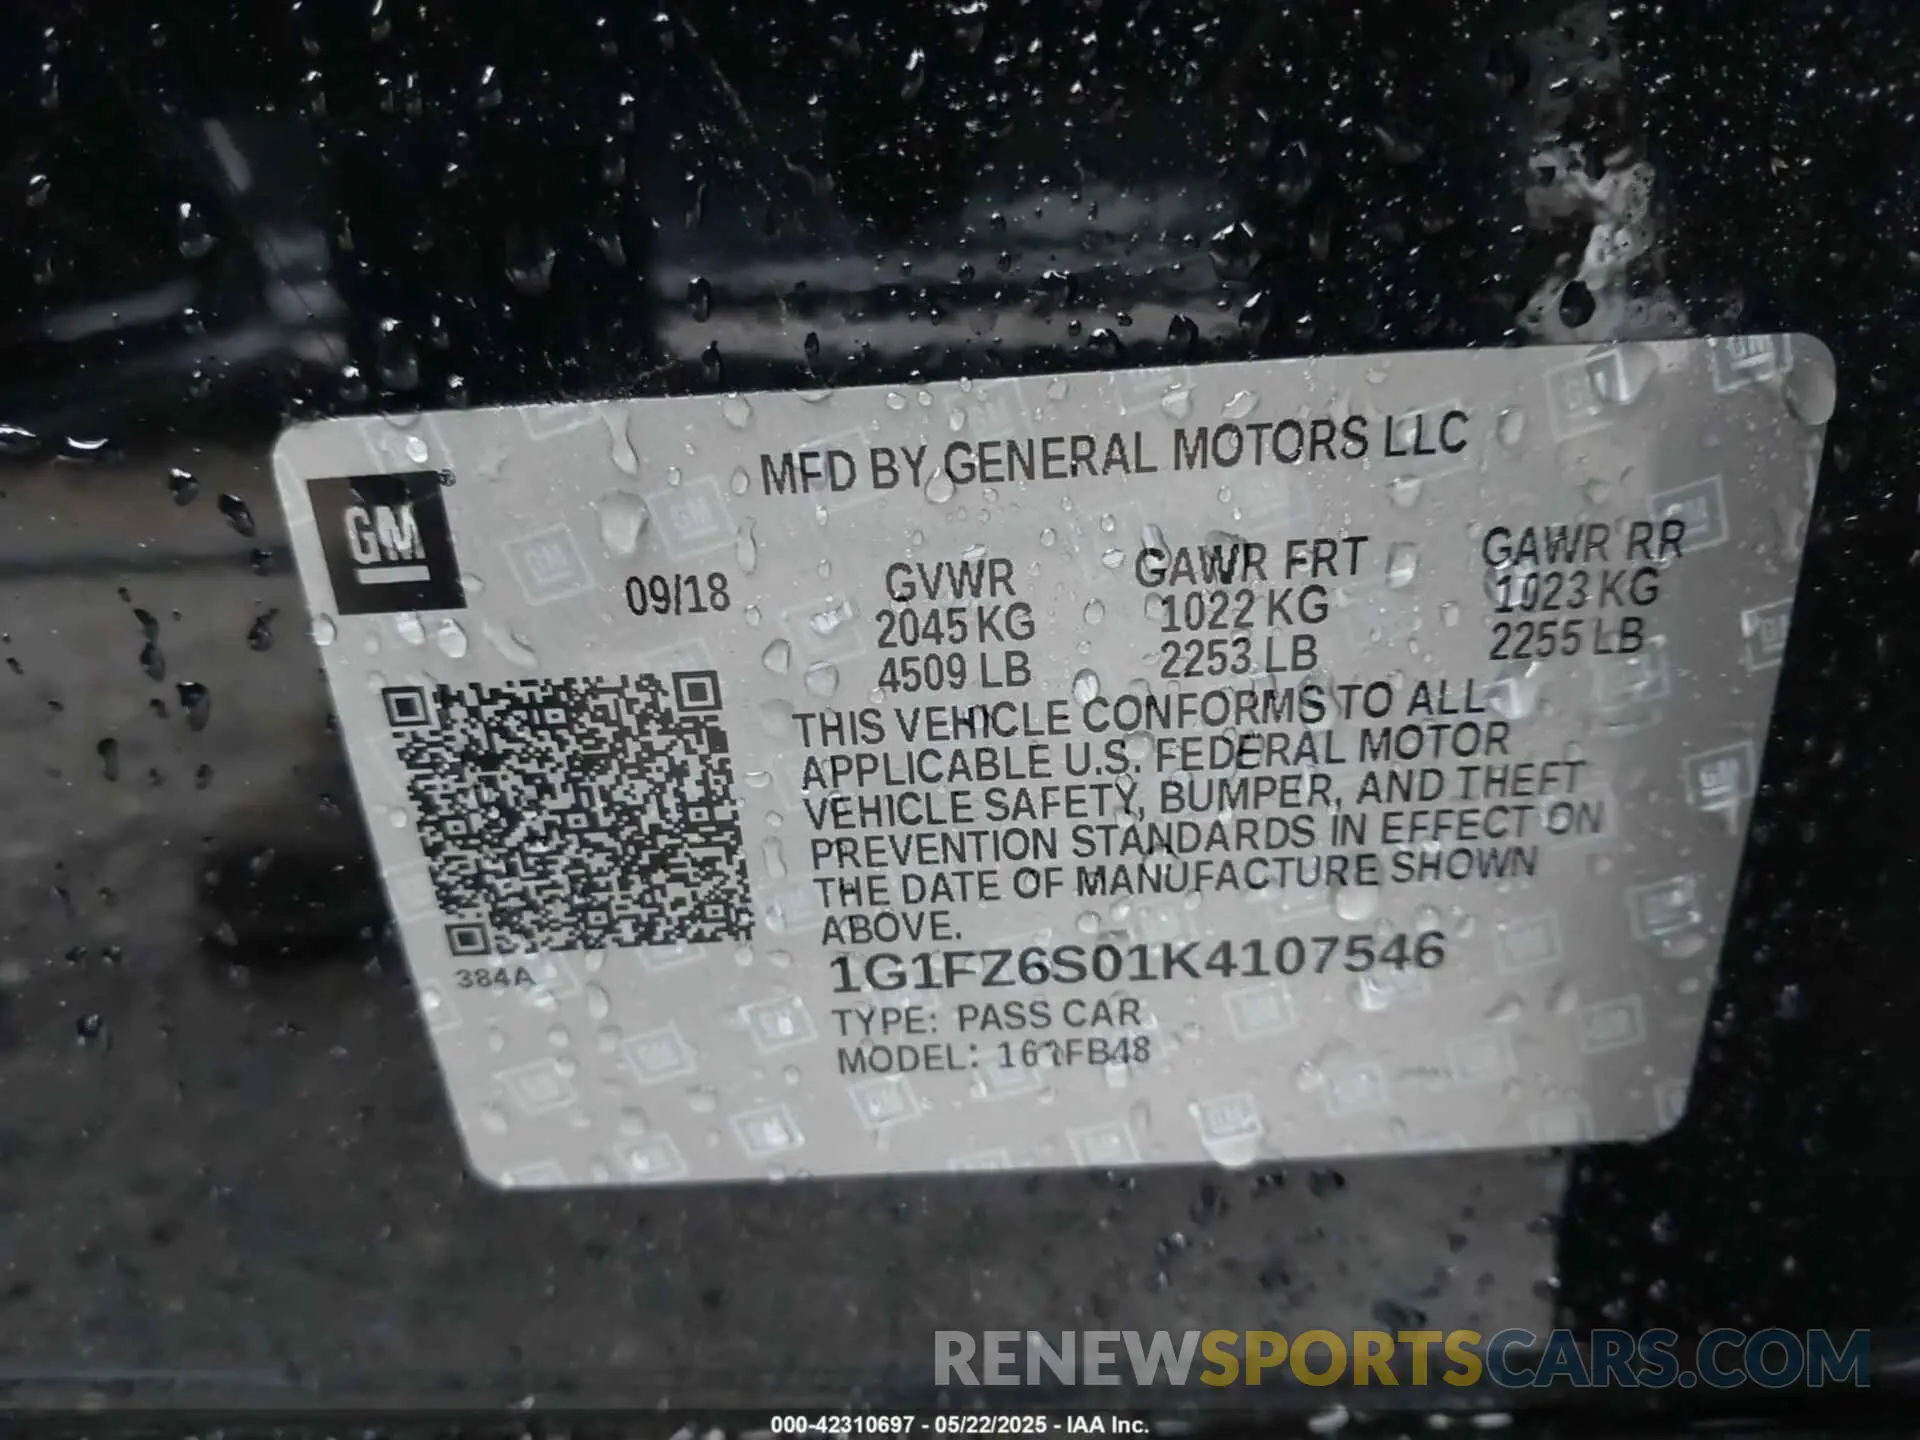 MFD BY GENERAL MOTORS LLC
GM
09/18
GVWR
2045 KG
4509 LB
GAWR FRT
1022 KG
2253 LB
GAWR RR
1023 KG
2255 LB
THIS VEHICLE CONFORMS TO ALL
APPLICABLE U.S. FEDERAL MOTOR
VEHICLE SAFETY, BUMPER, AND THEFT
PREVENTION STANDARDS IN EFFECT ON
THE DATE OF MANUFACTURE SHOWN
ABOVE.
384A
1G1FZ6S01K4107546
TYPE: PASS CAR
MODEL:
RENEWSPORTSCARS.COM
000-42310697 - 05/22/2025 - IAA Inc.